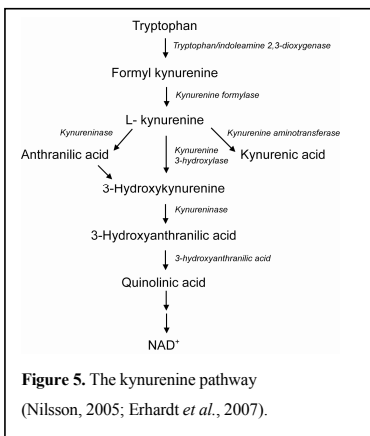 Tryptophan
Tryptophan/indoleamine 2,3-dioxygenase
Formyl kynurenine
Kynurenine formylase
L- kynurenine
Kynureninase
Kynurenine aminotransferase
Anthranilic acid
Kynurenine
3-hydroxylase
Kynurenic acid
3-Hydroxykynurenine
Kynureninase
3-Hydroxyanthranilic acid
3-hydroxyanthranilic acid
Quinolinic acid
NAD⁺
Figure 5. The kynurenine pathway
(Nilsson, 2005; Erhardt et al., 2007).